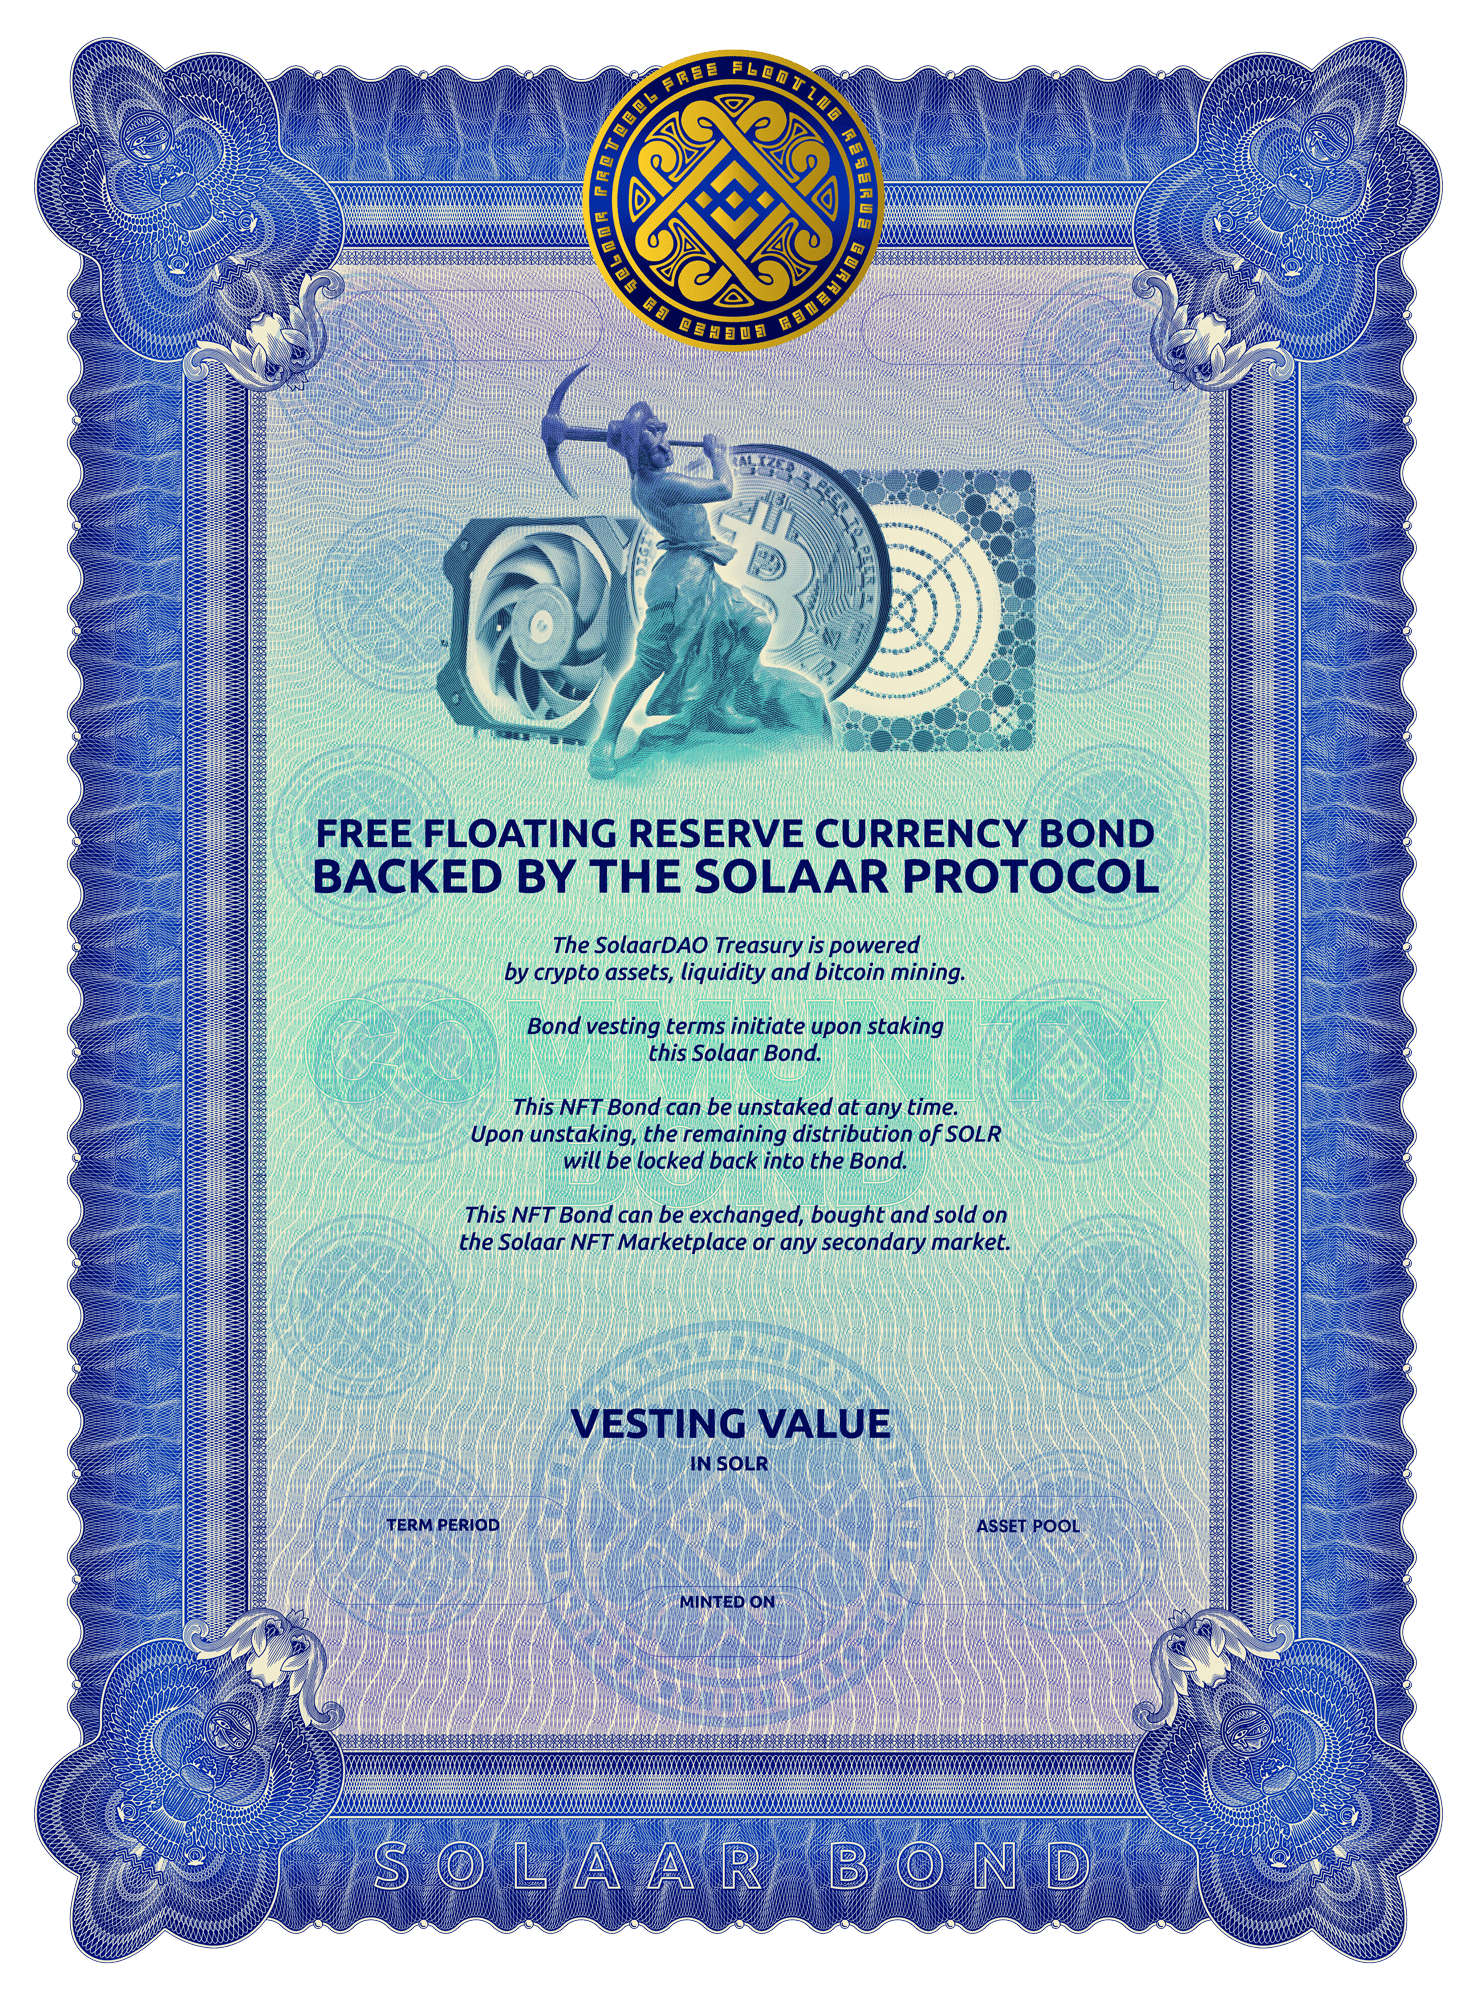 SOLAAR PROTOCOL FREE FLOATING RESERVE CURRENCY
FREE FLOATING RESERVE CURRENCY BOND
BACKED BY THE SOLAAR PROTOCOL
The SolaarDAO Treasury is powered
by crypto assets, liquidity and bitcoin mining.
Bond vesting terms initiate upon staking
this Solaar Bond.
COMMUNITY
This NFT Bond can be unstaked at any time.
Upon unstaking, the remaining distribution of SOLR
will be locked back into the Bond.
BOND
This NFT Bond can be exchanged, bought and sold on
the Solaar NFT Marketplace or any secondary market.
VESTING VALUE
IN SOLR
TERM PERIOD
ASSET POOL
MINTED ON
SOLAAR BOND